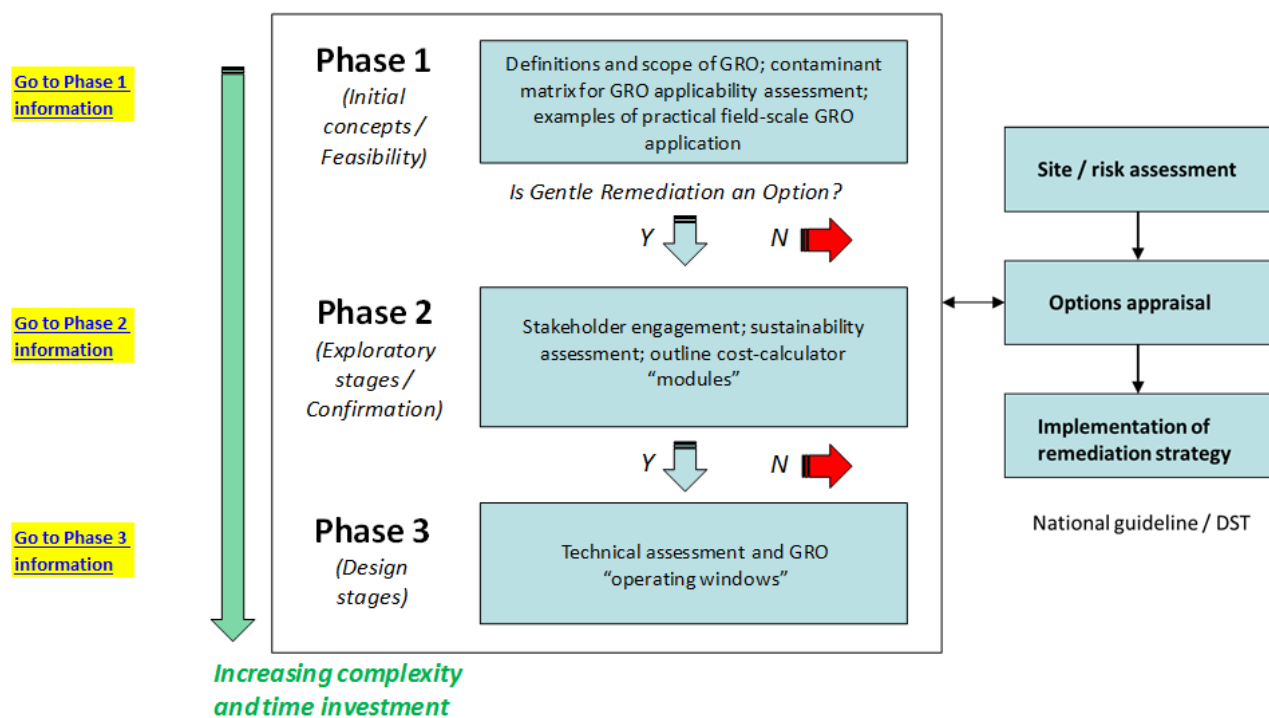 Go to Phase 1
information
Phase 1
(Initial
concepts /
Feasibility)
Definitions and scope of GRO; contaminant
matrix for GRO applicability assessment;
examples of practical field-scale GRO
application
Is Gentle Remediation an Option?
Y
N
Go to Phase 2
information
Phase 2
(Exploratory
stages /
Confirmation)
Stakeholder engagement; sustainability
assessment; outline cost-calculator
“modules”
Y
N
Go to Phase 3
information
Phase 3
(Design
stages)
Technical assessment and GRO
“operating windows”
Increasing complexity
and time investment
Site / risk assessment
Options appraisal
Implementation of
remediation strategy
National guideline / DST